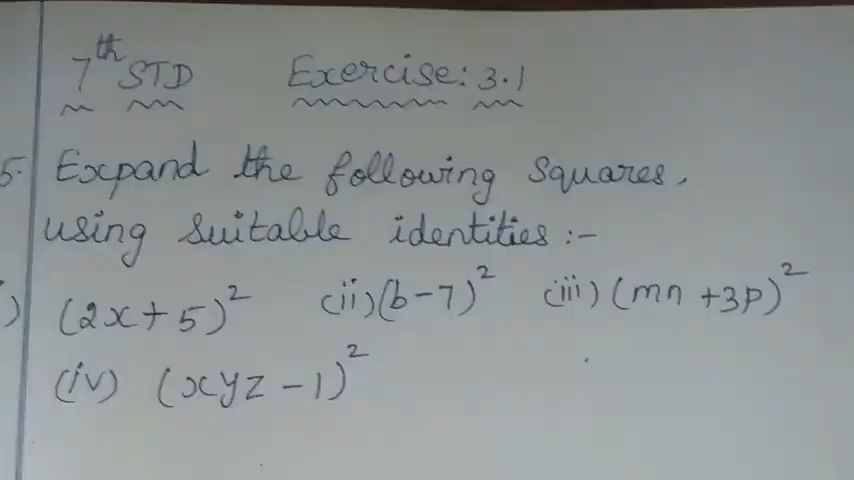 7th STD Exercise: 3.1
5. Expand the following squares,
using suitable identities :-
) (2x + 5)² (ii) (b - 7)² (iii) (mn + 3p)²
(iv) (xyz - 1)²